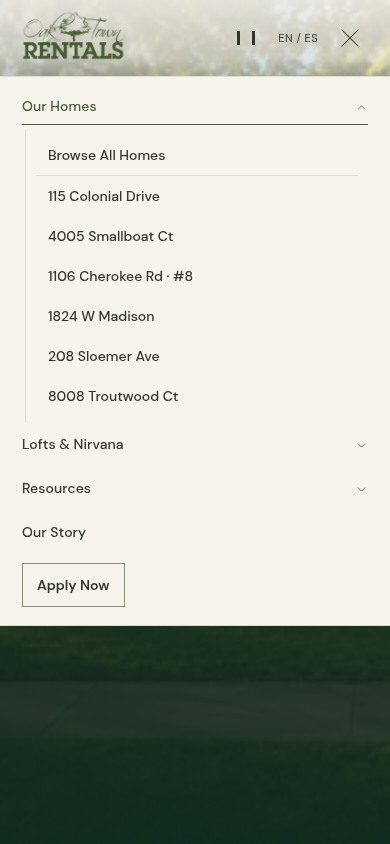 Oak Town
RENTALS
EN / ES
Our Homes
Browse All Homes
115 Colonial Drive
4005 Smallboat Ct
1106 Cherokee Rd · #8
1824 W Madison
208 Sloemer Ave
8008 Troutwood Ct
Lofts & Nirvana
Resources
Our Story
Apply Now